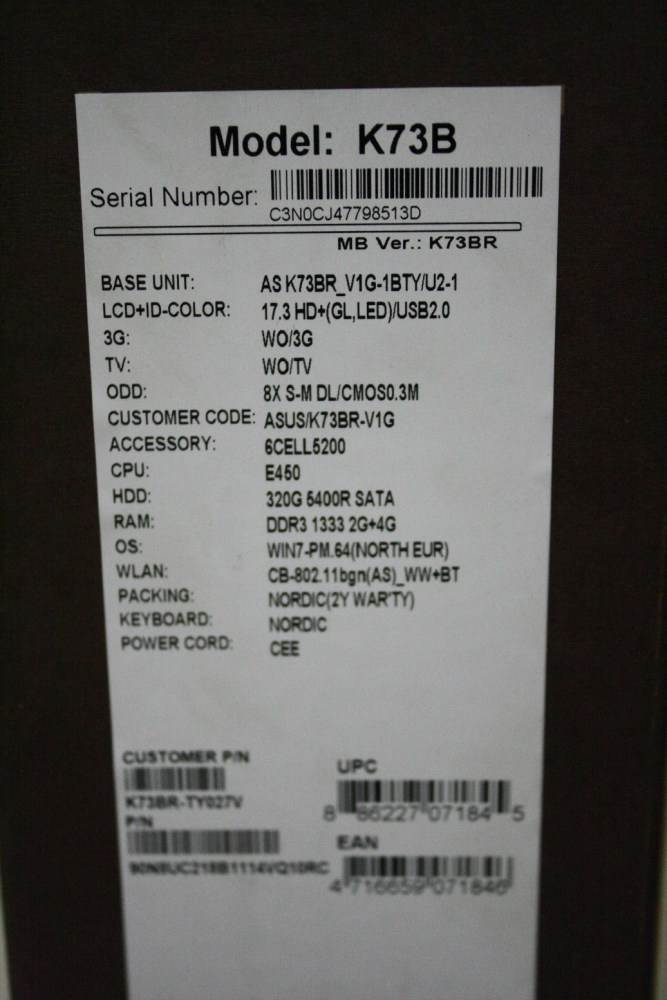 Model: K73B
Serial Number:
C3N0CJ47798513D
MB Ver.: K73BR
BASE UNIT: AS K73BR_V1G-1BTY/U2-1
LCD+ID-COLOR: 17.3 HD+(GL,LED)/USB2.0
3G: WO/3G
TV: WO/TV
ODD: 8X S-M DL/CMOS0.3M
CUSTOMER CODE: ASUS/K73BR-V1G
ACCESSORY: 6CELL5200
CPU: E450
HDD: 320G 5400R SATA
RAM: DDR3 1333 2G+4G
OS: WIN7-PM.64(NORTH EUR)
WLAN: CB-802.11bgn(AS)_WW+BT
PACKING: NORDIC(2Y WAR'TY)
KEYBOARD: NORDIC
POWER CORD: CEE
CUSTOMER P/N
K73BR-TY027V
P/N
UPC
8 86227 07184 5
EAN
4 716659 071846